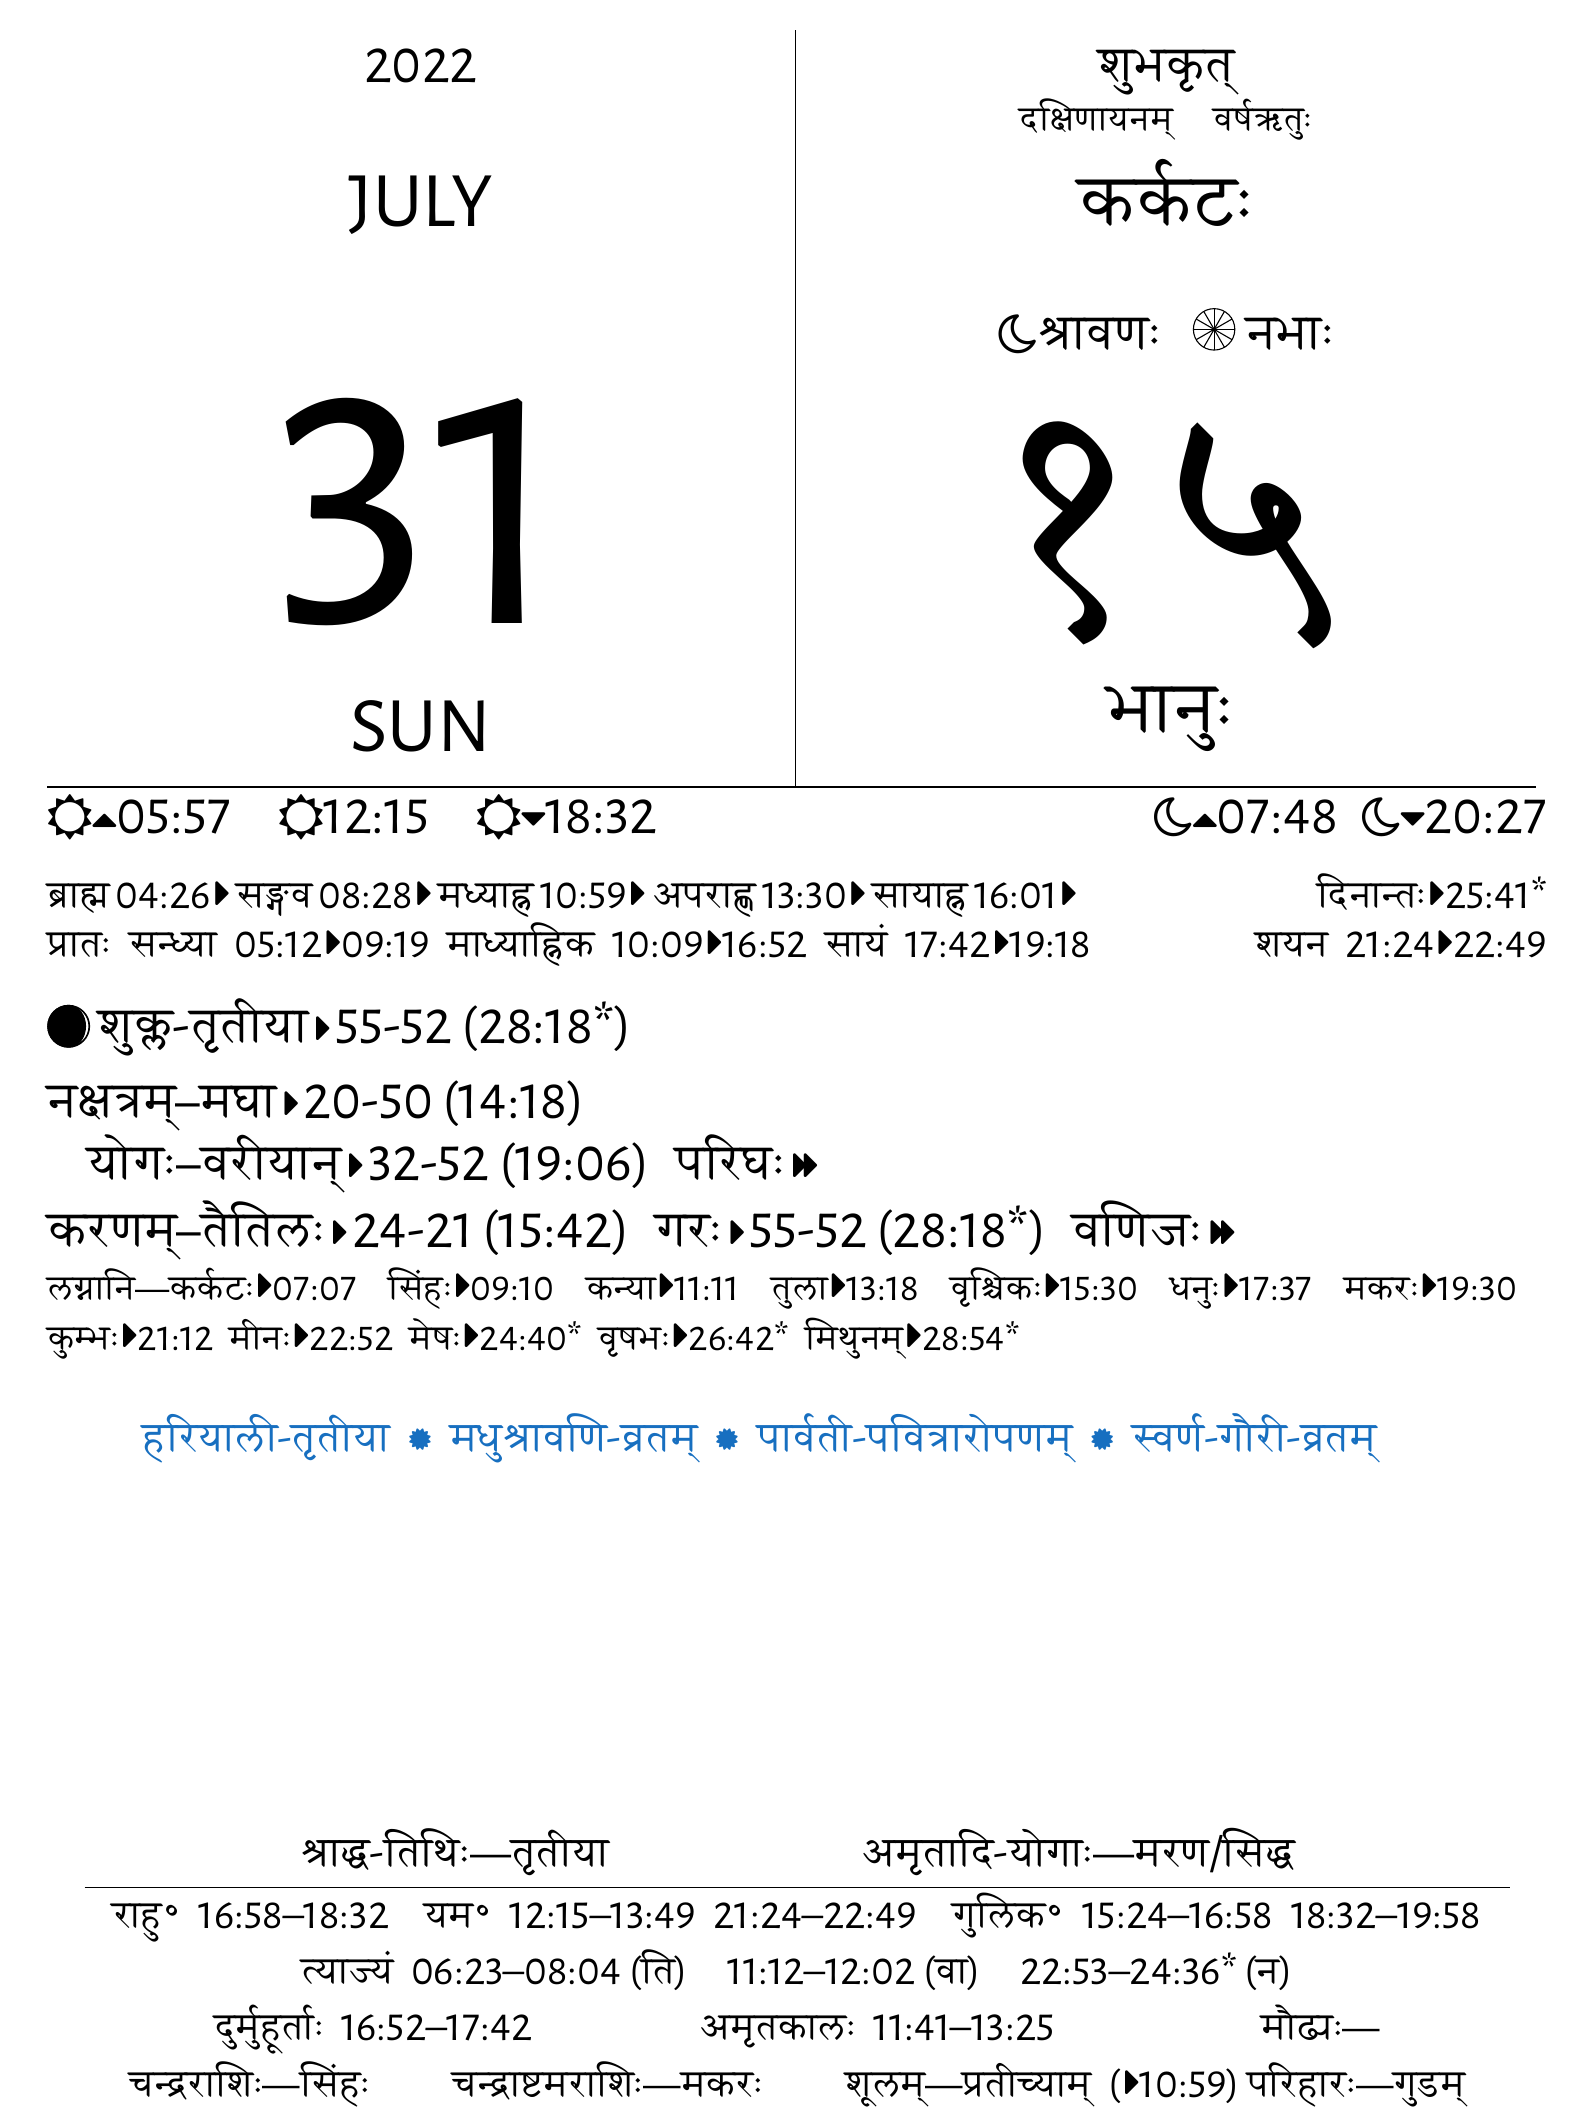 2022
JULY
31
SUN
शुभकृत्
दक्षिणायनम् वर्षऋतुः
कर्कटः
श्रावणः नभाः
१५
भानुः
05:57 12:15 18:32 07:48 20:27
ब्राह्म 04:26 सङ्गव 08:28 मध्याह्न 10:59 अपराह्ण 13:30 सायाह्न 16:01 दिनान्तः 25:41*
प्रातः सन्ध्या 05:12 09:19 माध्याह्निक 10:09 16:52 सायं 17:42 19:18 शयन 21:24 22:49
शुक्ल-तृतीया 55-52 (28:18*)
नक्षत्रम्–मघा 20-50 (14:18)
योगः–वरीयान् 32-52 (19:06) परिघः
करणम्–तैतिलः 24-21 (15:42) गरः 55-52 (28:18*) वणिजः
लग्नानि—कर्कटः 07:07 सिंहः 09:10 कन्या 11:11 तुला 13:18 वृश्चिकः 15:30 धनुः 17:37 मकरः 19:30
कुम्भः 21:12 मीनः 22:52 मेषः 24:40* वृषभः 26:42* मिथुनम् 28:54*
हरियाली-तृतीया ✹ मधुश्रावणि-व्रतम् ✹ पार्वती-पवित्रारोपणम् ✹ स्वर्ण-गौरी-व्रतम्
श्राद्ध-तिथिः—तृतीया अमृतादि-योगाः—मरण/सिद्ध
राहु॰ 16:58–18:32 यम॰ 12:15–13:49 21:24–22:49 गुलिक॰ 15:24–16:58 18:32–19:58
त्याज्यं 06:23–08:04 (ति) 11:12–12:02 (वा) 22:53–24:36* (न)
दुर्मुहूर्ताः 16:52–17:42 अमृतकालः 11:41–13:25 मौढ्यः—
चन्द्रराशिः—सिंहः चन्द्राष्टमराशिः—मकरः शूलम्—प्रतीच्याम् (10:59) परिहारः—गुडम्